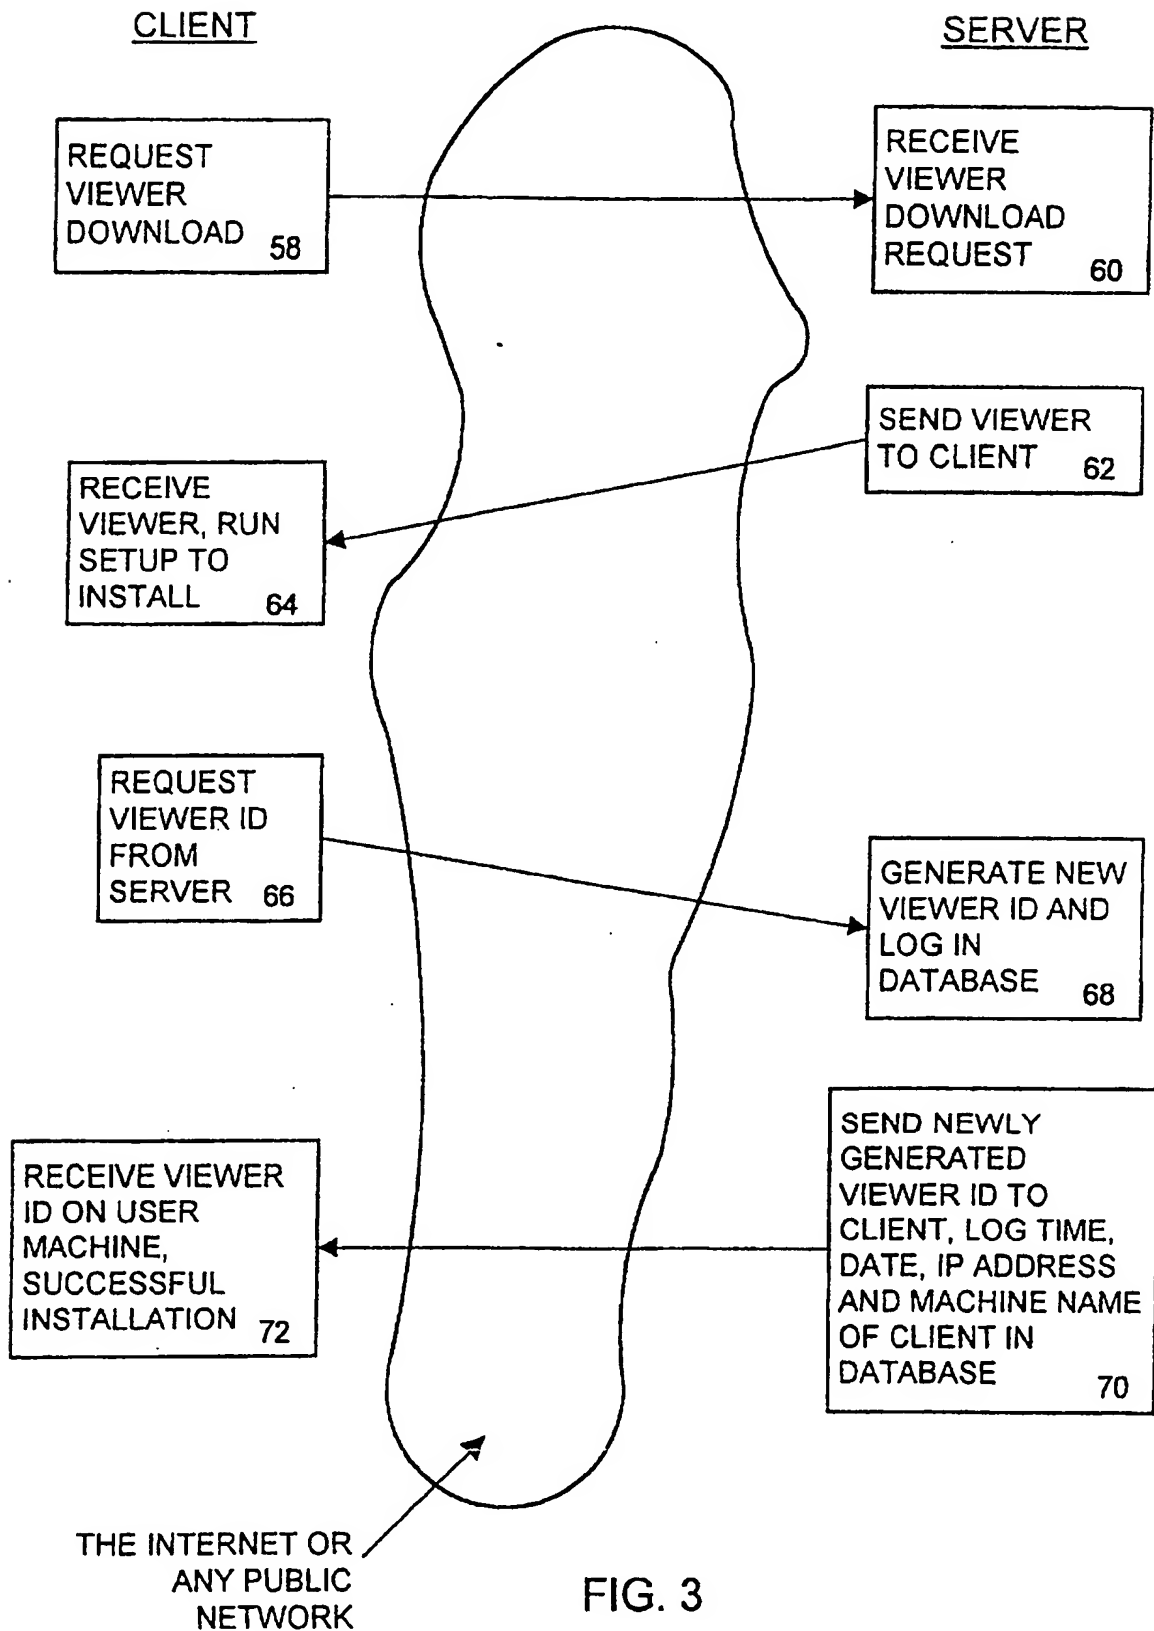 CLIENT
SERVER
REQUEST
VIEWER
DOWNLOAD 58
RECEIVE
VIEWER
DOWNLOAD
REQUEST 60
SEND VIEWER
TO CLIENT 62
RECEIVE
VIEWER, RUN
SETUP TO
INSTALL 64
REQUEST
VIEWER ID
FROM
SERVER 66
GENERATE NEW
VIEWER ID AND
LOG IN
DATABASE 68
SEND NEWLY
GENERATED
VIEWER ID TO
CLIENT, LOG TIME,
DATE, IP ADDRESS
AND MACHINE NAME
OF CLIENT IN
DATABASE 70
RECEIVE VIEWER
ID ON USER
MACHINE,
SUCCESSFUL
INSTALLATION 72
THE INTERNET OR
ANY PUBLIC
NETWORK
FIG. 3